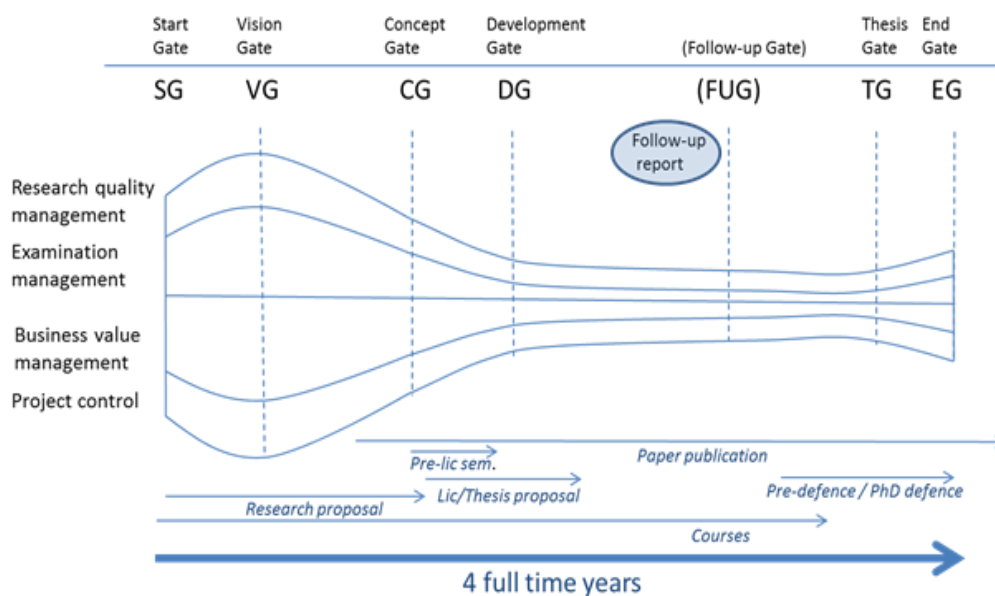 Start Gate
Vision Gate
Concept Gate
Development Gate
(Follow-up Gate)
Thesis Gate
End Gate
SG
VG
CG
DG
(FUG)
TG
EG
Follow-up
report
Research quality
management
Examination
management
Business value
management
Project control
Pre-lic sem.
Paper publication
Lic/Thesis proposal
Pre-defence / PhD defence
Research proposal
Courses
4 full time years